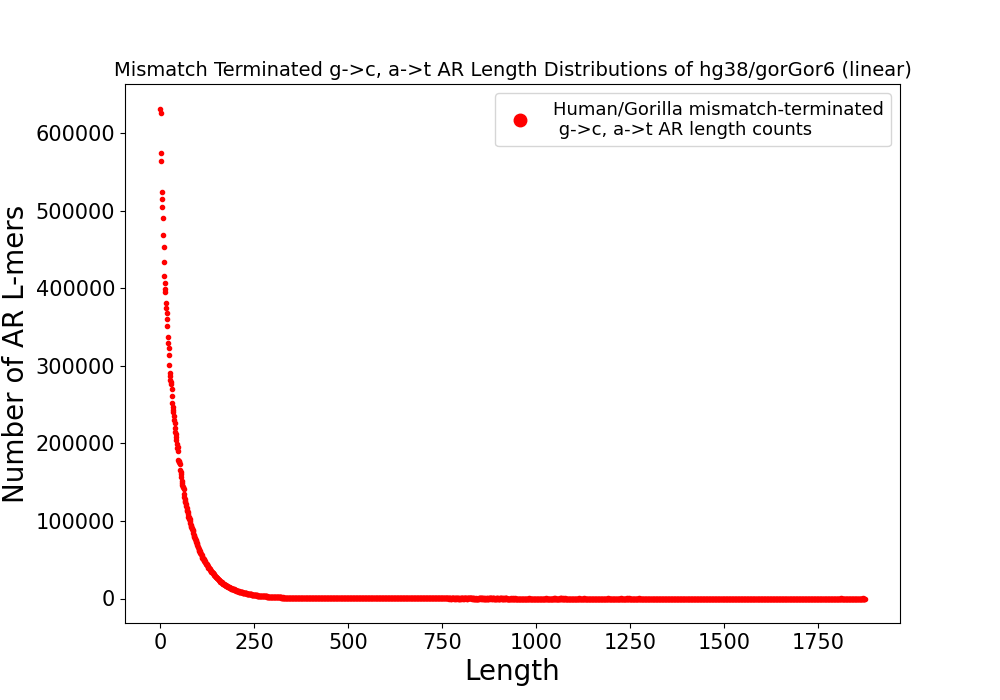 Mismatch Terminated g->c, a->t AR Length Distributions of hg38/gorGor6 (linear)
Human/Gorilla mismatch-terminated
g->c, a->t AR length counts
Number of AR L-mers
600000
500000
400000
300000
200000
100000
0
0 250 500 750 1000 1250 1500 1750
Length